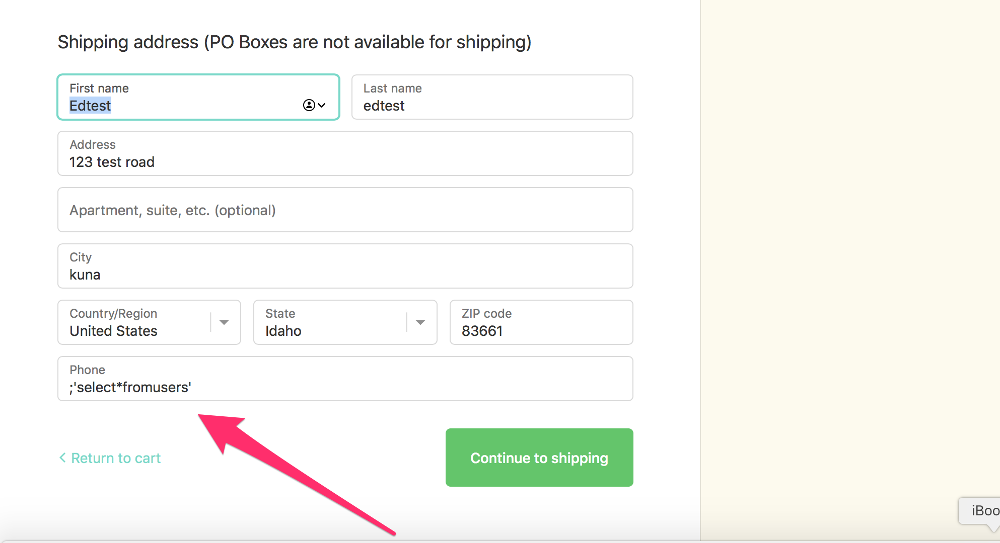 Shipping address (PO Boxes are not available for shipping)
First name
Edtest
Last name
edtest
Address
123 test road
Apartment, suite, etc. (optional)
City
kuna
Country/Region
United States
State
Idaho
ZIP code
83661
Phone
;'select*fromusers'
Return to cart
Continue to shipping
iBoo